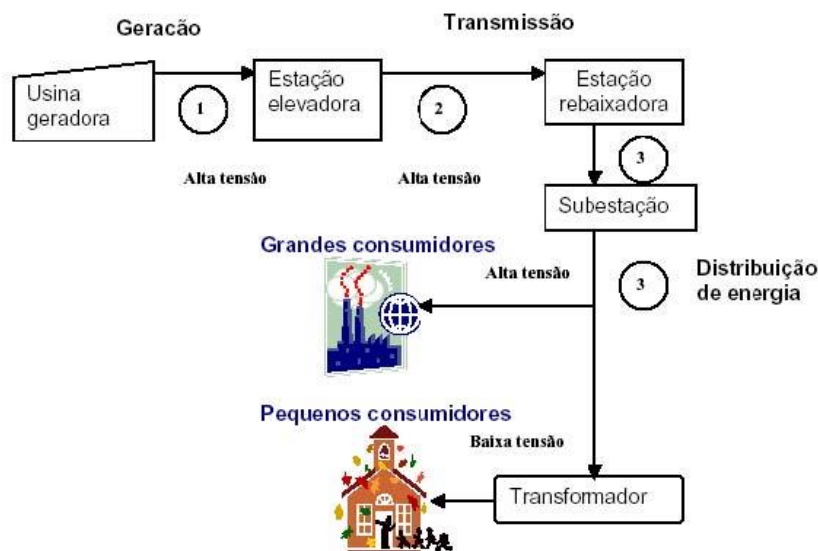 Geracão
Transmissão
Usina
geradora
1
Estação
elevadora
2
Estação
rebaixadora
Alta tensão
Alta tensão
3
Subestação
Grandes consumidores
Alta tensão
3
Distribuição
de energia
Pequenos consumidores
Baixa tensão
Transformador